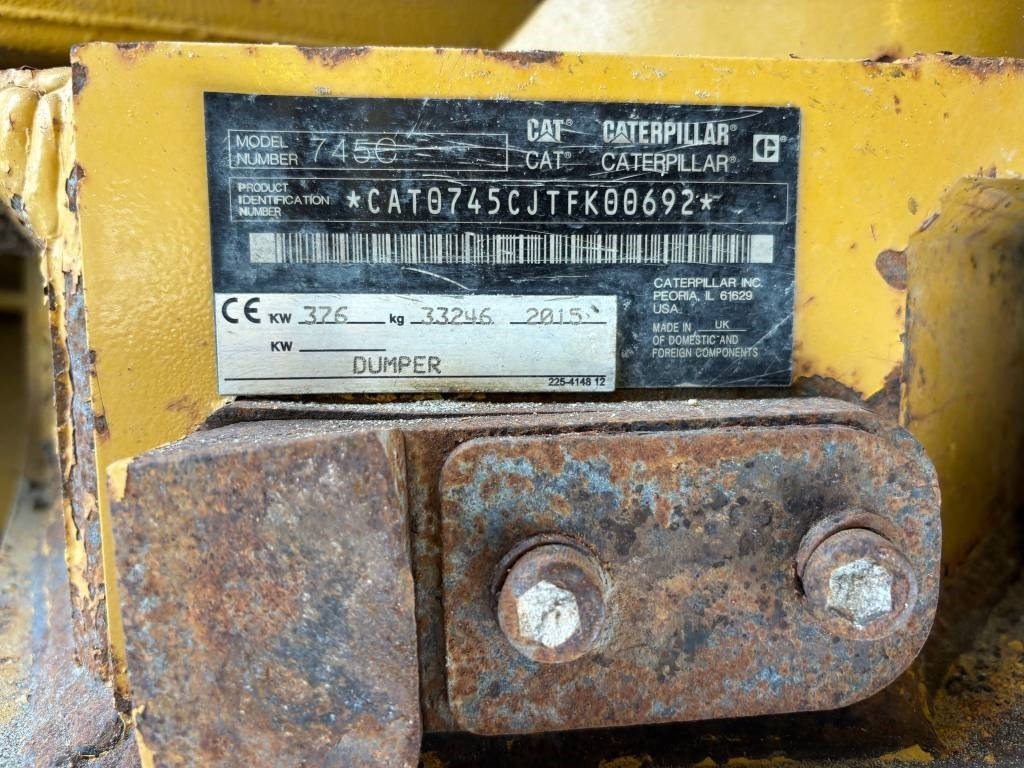 MODEL NUMBER 745C
CAT® CATERPILLAR®
CAT® CATERPILLAR®
PRODUCT IDENTIFICATION NUMBER *CAT0745CJTFK00692*
CATERPILLAR INC.
PEORIA, IL 61629
USA.
MADE IN UK
OF DOMESTIC AND
FOREIGN COMPONENTS
CE KW 376 kg 33246 2015
KW
DUMPER
225-4148 12